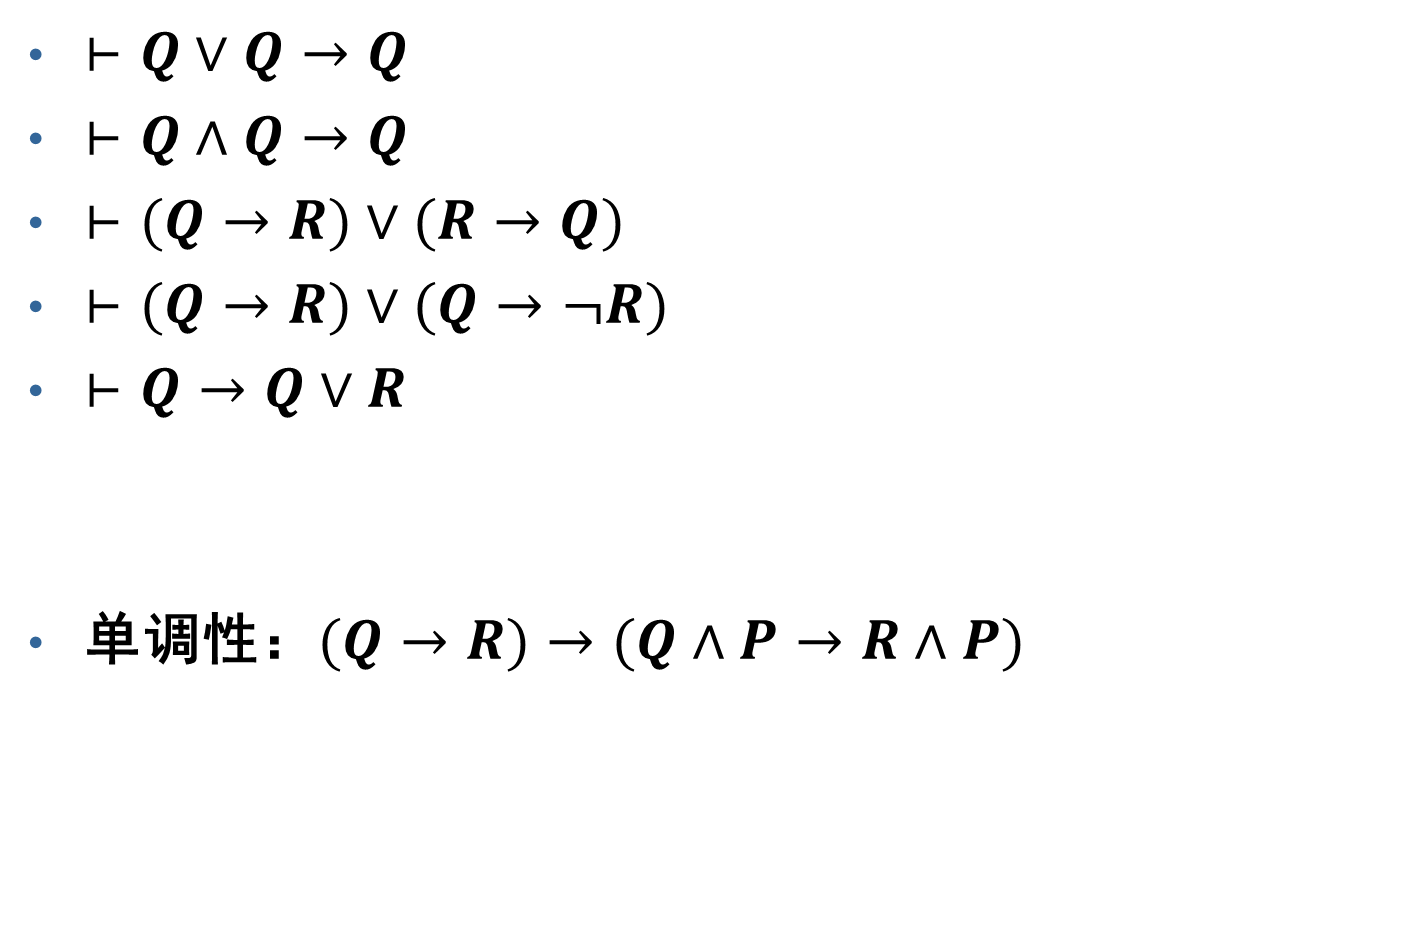 • ⊢ Q ∨ Q → Q
• ⊢ Q ∧ Q → Q
• ⊢ (Q → R) ∨ (R → Q)
• ⊢ (Q → R) ∨ (Q → ¬R)
• ⊢ Q → Q ∨ R
• 单调性：(Q → R) → (Q ∧ P → R ∧ P)